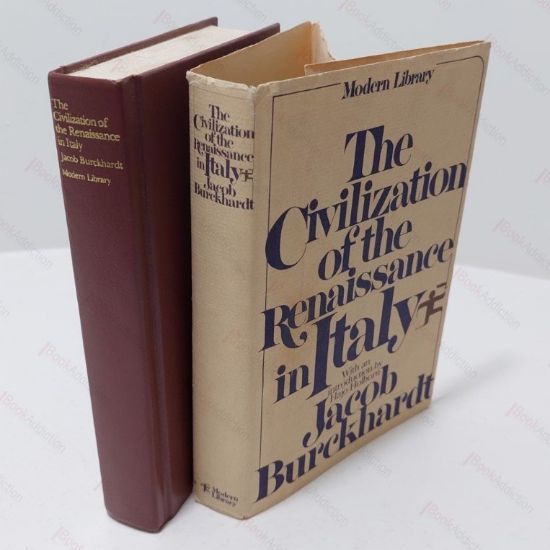 The
Civilization of
the Renaissance
in Italy
Jacob Burckhardt
Modern Library
The
Civilization
of the
Renaissance
in Italy
Jacob
Burckhardt
Modern
Library
Modern Library
The
Civilization
of the
Renaissance
in Italy
With an
introduction by
Hajo Holborn
Jacob
Burckhardt
BookAddiction